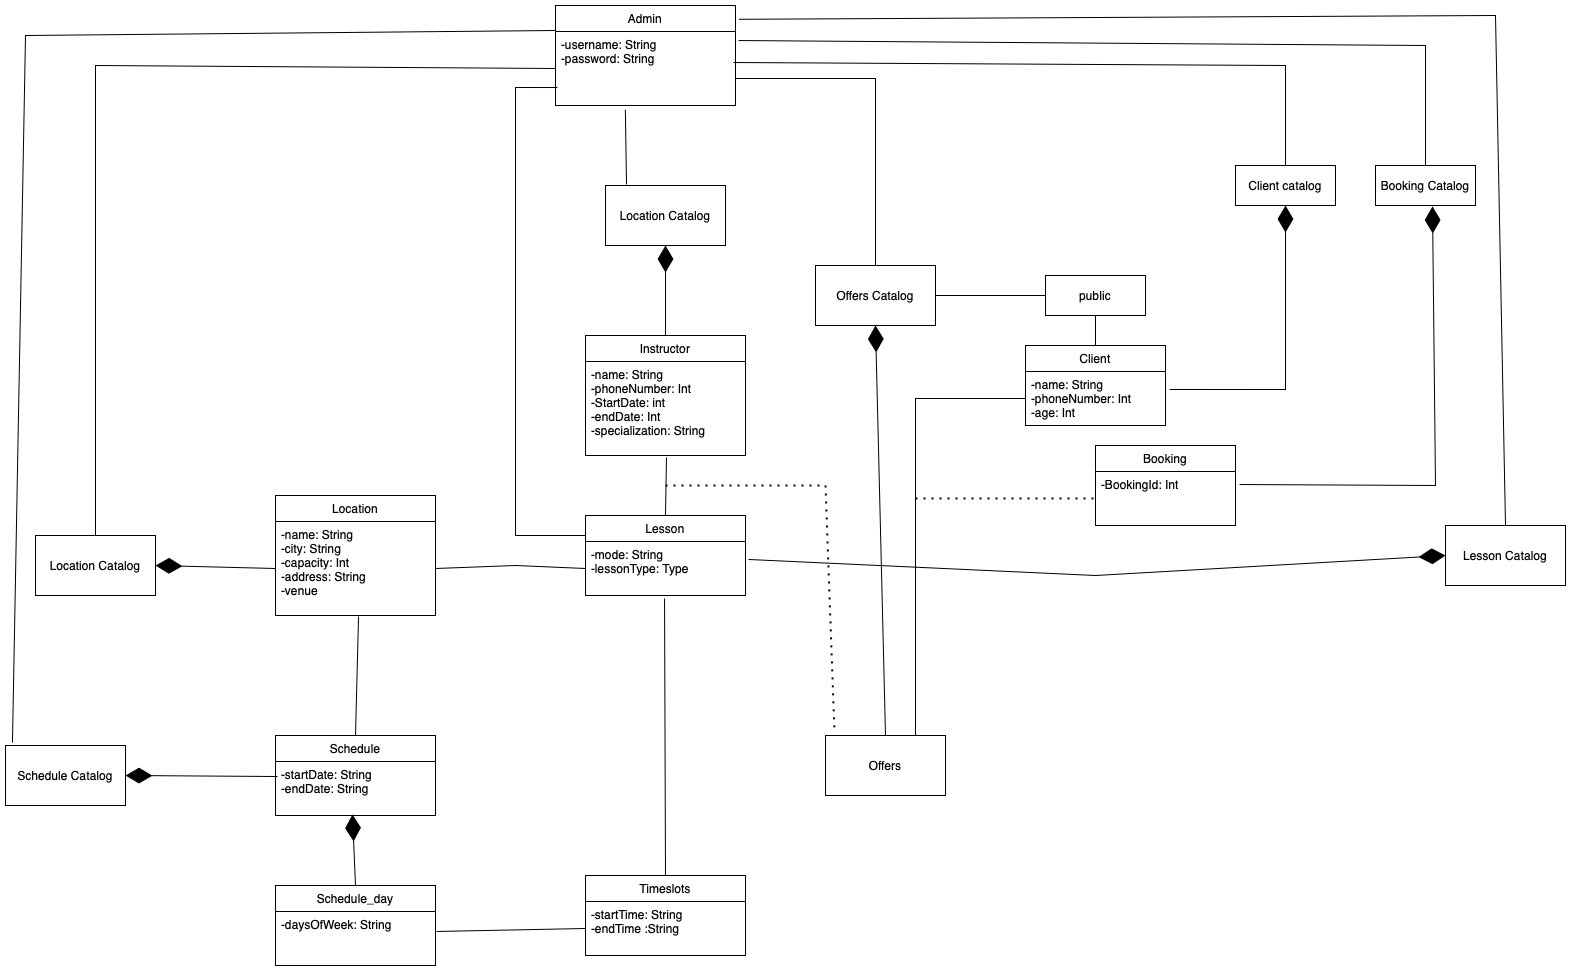 Admin
-username: String
-password: String
Client catalog
Booking Catalog
Location Catalog
Offers Catalog
public
Instructor
-name: String
-phoneNumber: Int
-StartDate: int
-endDate: Int
-specialization: String
Client
-name: String
-phoneNumber: Int
-age: Int
Booking
-BookingId: Int
Location
-name: String
-city: String
-capacity: Int
-address: String
-venue
Lesson
-mode: String
-lessonType: Type
Location Catalog
Lesson Catalog
Schedule
-startDate: String
-endDate: String
Schedule Catalog
Offers
Schedule_day
-daysOfWeek: String
Timeslots
-startTime: String
-endTime :String